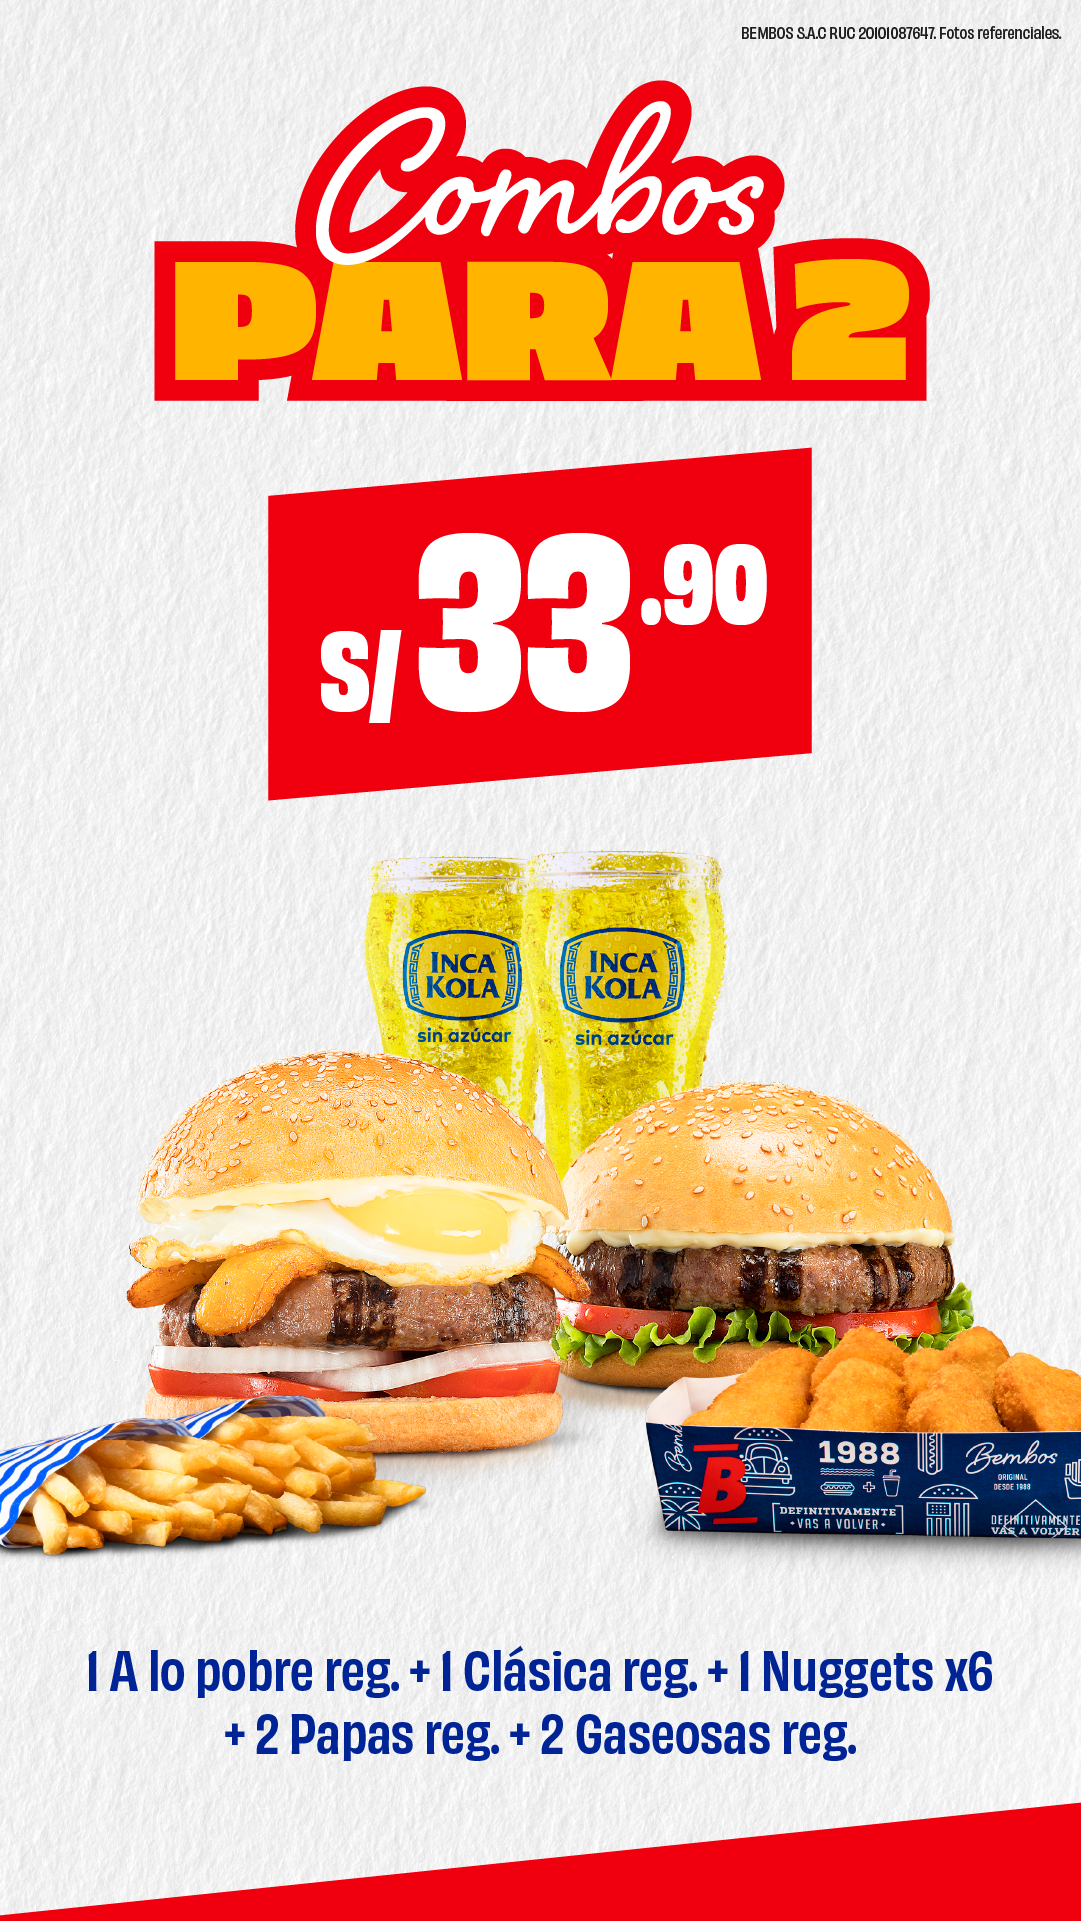 BEMBOS S.A.C RUC 20101087647. Fotos referenciales.
Combos
PARA 2
S/33.90
INCA
KOLA
sin azúcar
INCA
KOLA
sin azúcar
Bembos
B
1988
DEFINITIVAMENTE
VAS A VOLVER
Bembos
ORIGINAL
DESDE 1988
DEFINITIVAMENTE
VAS A VOLVER
1 A lo pobre reg. + 1 Clásica reg. + 1 Nuggets x6
+ 2 Papas reg. + 2 Gaseosas reg.